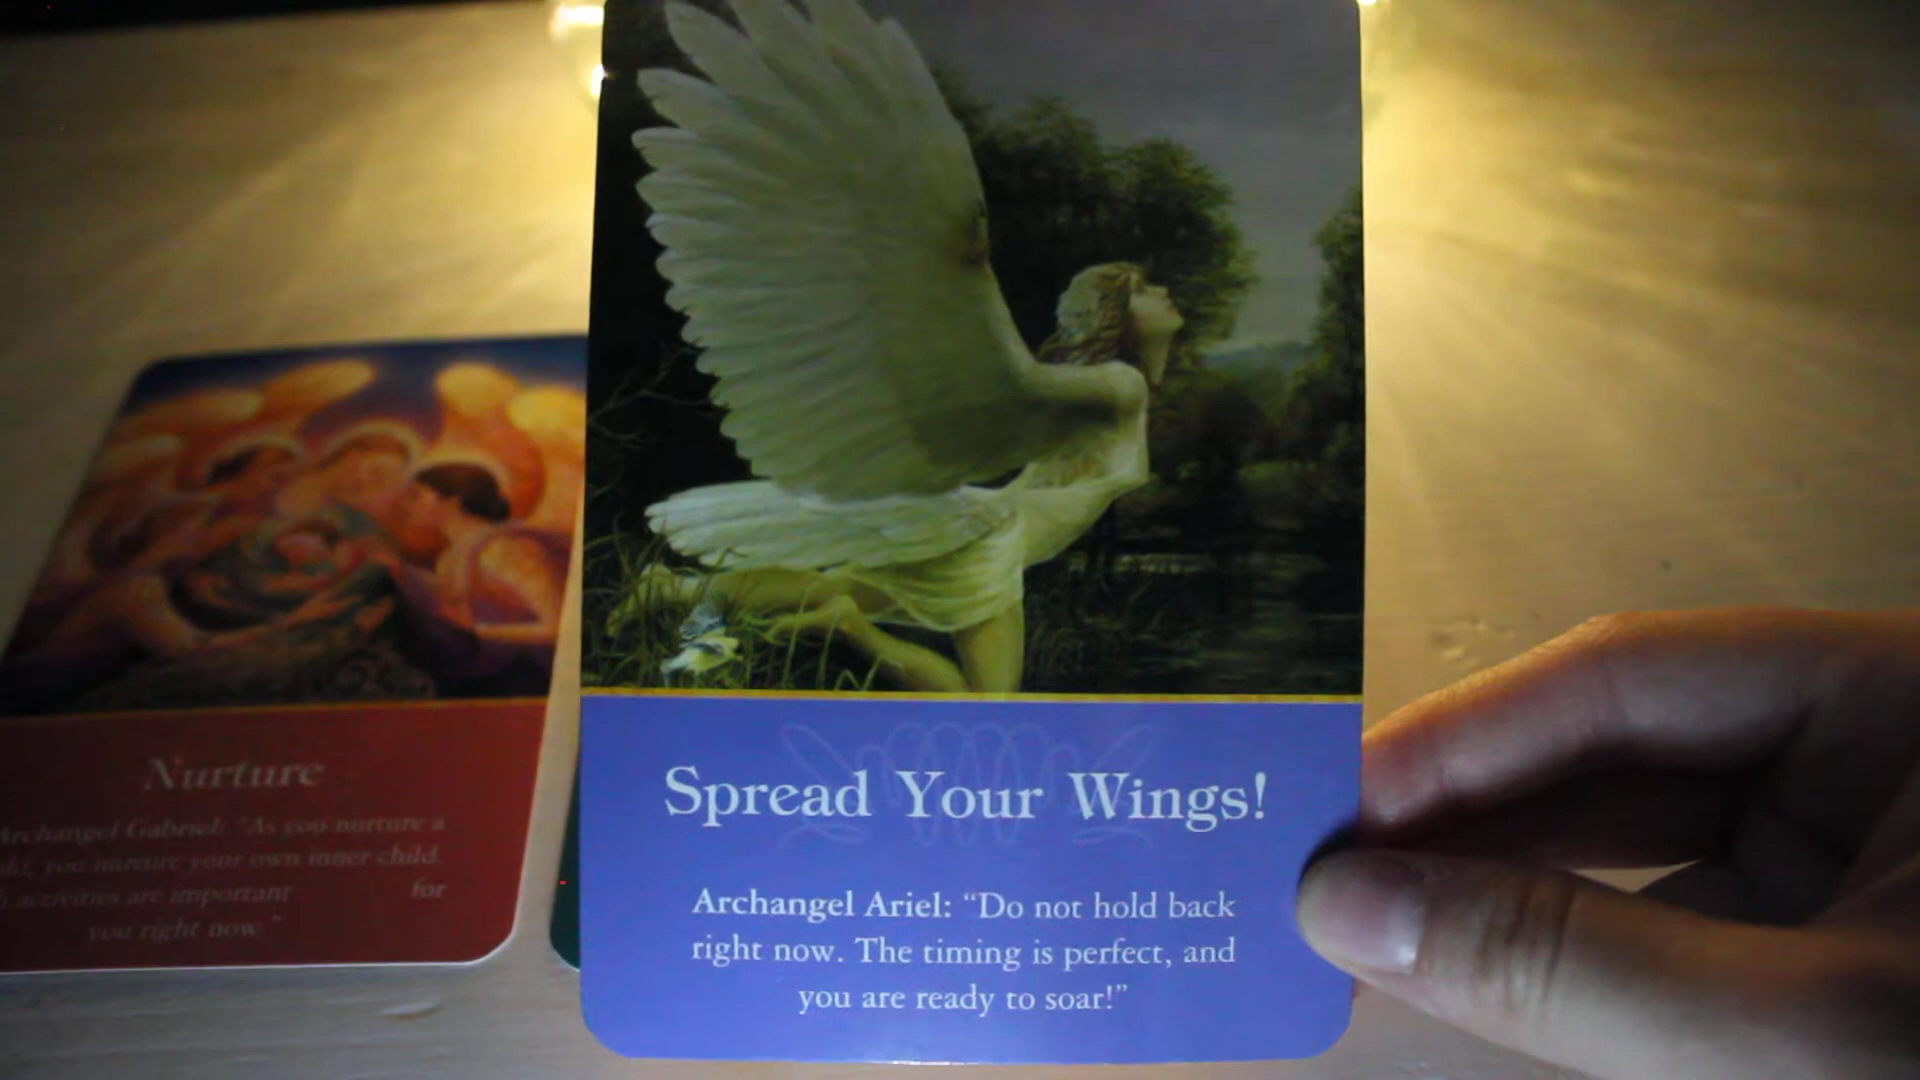 Nurture
Archangel Gabriel: "As you nurture a
you nurture your own inner child.
activities are important for
you right now."
Spread Your Wings!
Archangel Ariel: “Do not hold back
right now. The timing is perfect, and
you are ready to soar!”